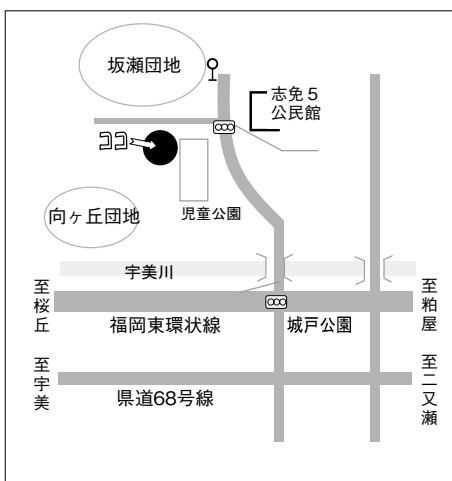 坂瀬団地
志免5
公民館
ココ
児童公園
向ヶ丘団地
宇美川
至桜丘
至粕屋
福岡東環状線
城戸公園
至宇美
至二又瀬
県道68号線